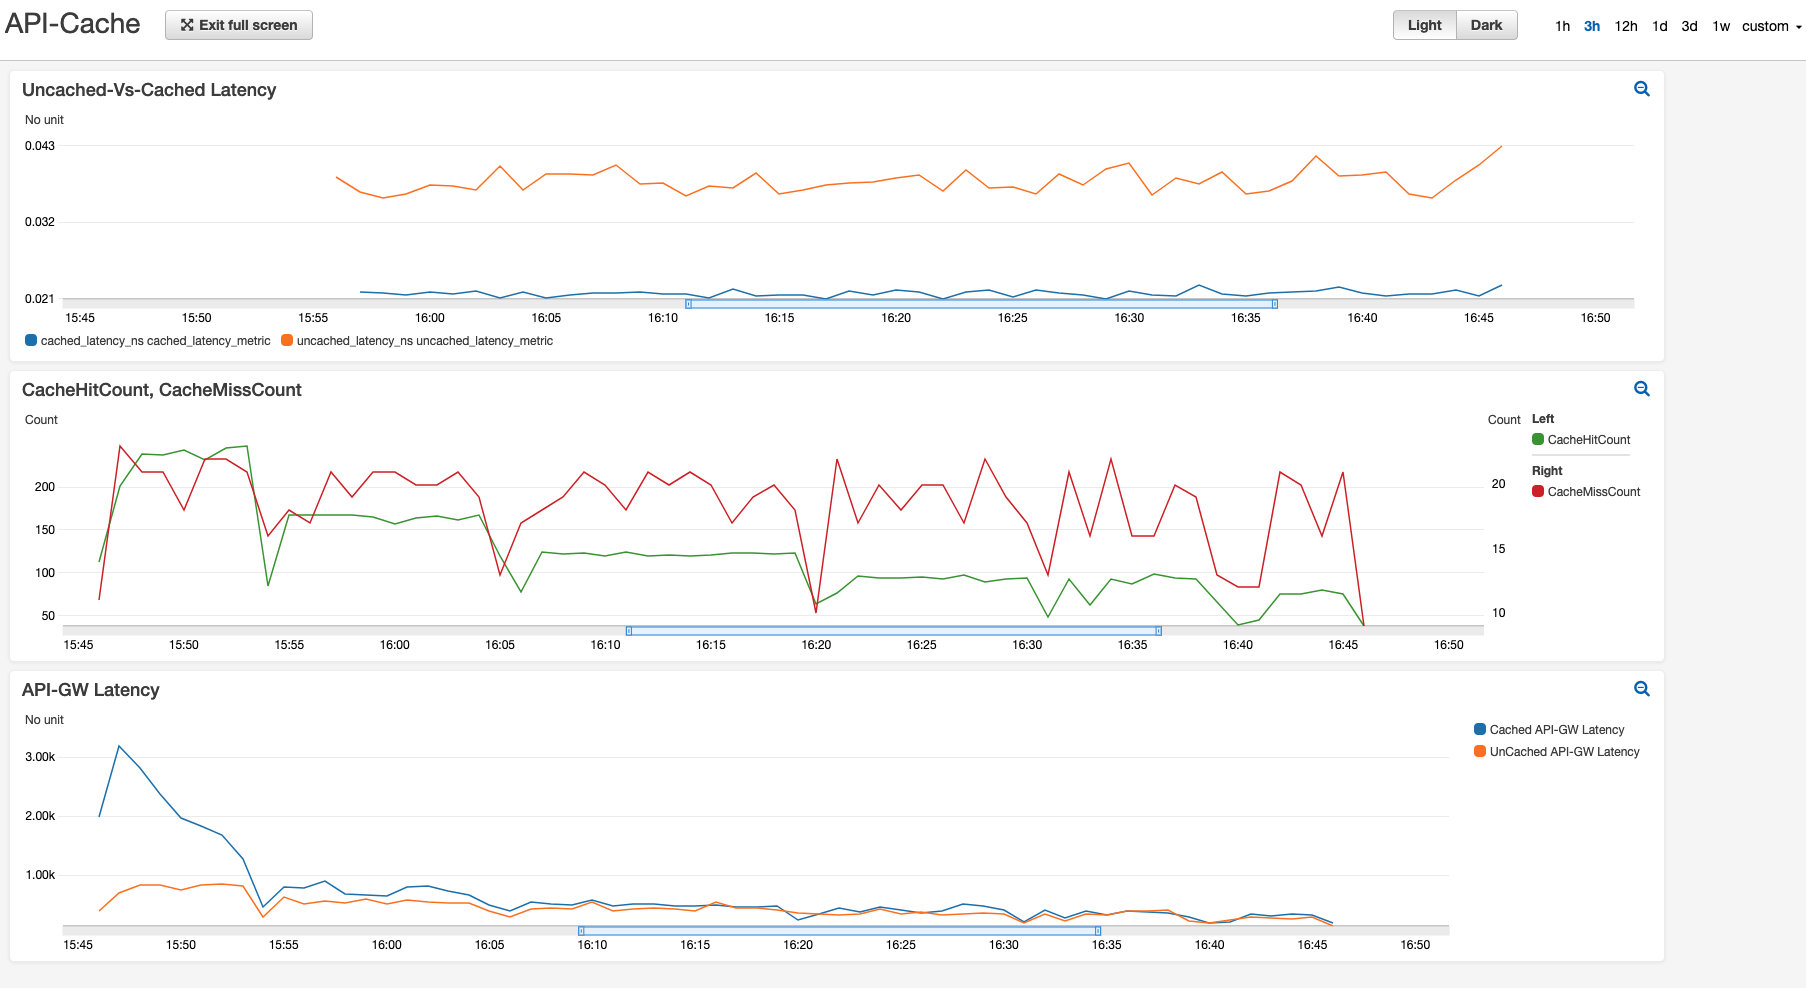 API-Cache
Exit full screen
Light Dark
1h 3h 12h 1d 3d 1w custom
Uncached-Vs-Cached Latency
No unit
0.043
0.032
0.021
15:45 15:50 15:55 16:00 16:05 16:10 16:15 16:20 16:25 16:30 16:35 16:40 16:45 16:50
cached_latency_ns cached_latency_metric uncached_latency_ns uncached_latency_metric
CacheHitCount, CacheMissCount
Count
Count
Left
CacheHitCount
Right
CacheMissCount
200
150
100
50
20
15
10
15:45 15:50 15:55 16:00 16:05 16:10 16:15 16:20 16:25 16:30 16:35 16:40 16:45 16:50
API-GW Latency
No unit
Cached API-GW Latency
UnCached API-GW Latency
3.00k
2.00k
1.00k
15:45 15:50 15:55 16:00 16:05 16:10 16:15 16:20 16:25 16:30 16:35 16:40 16:45 16:50